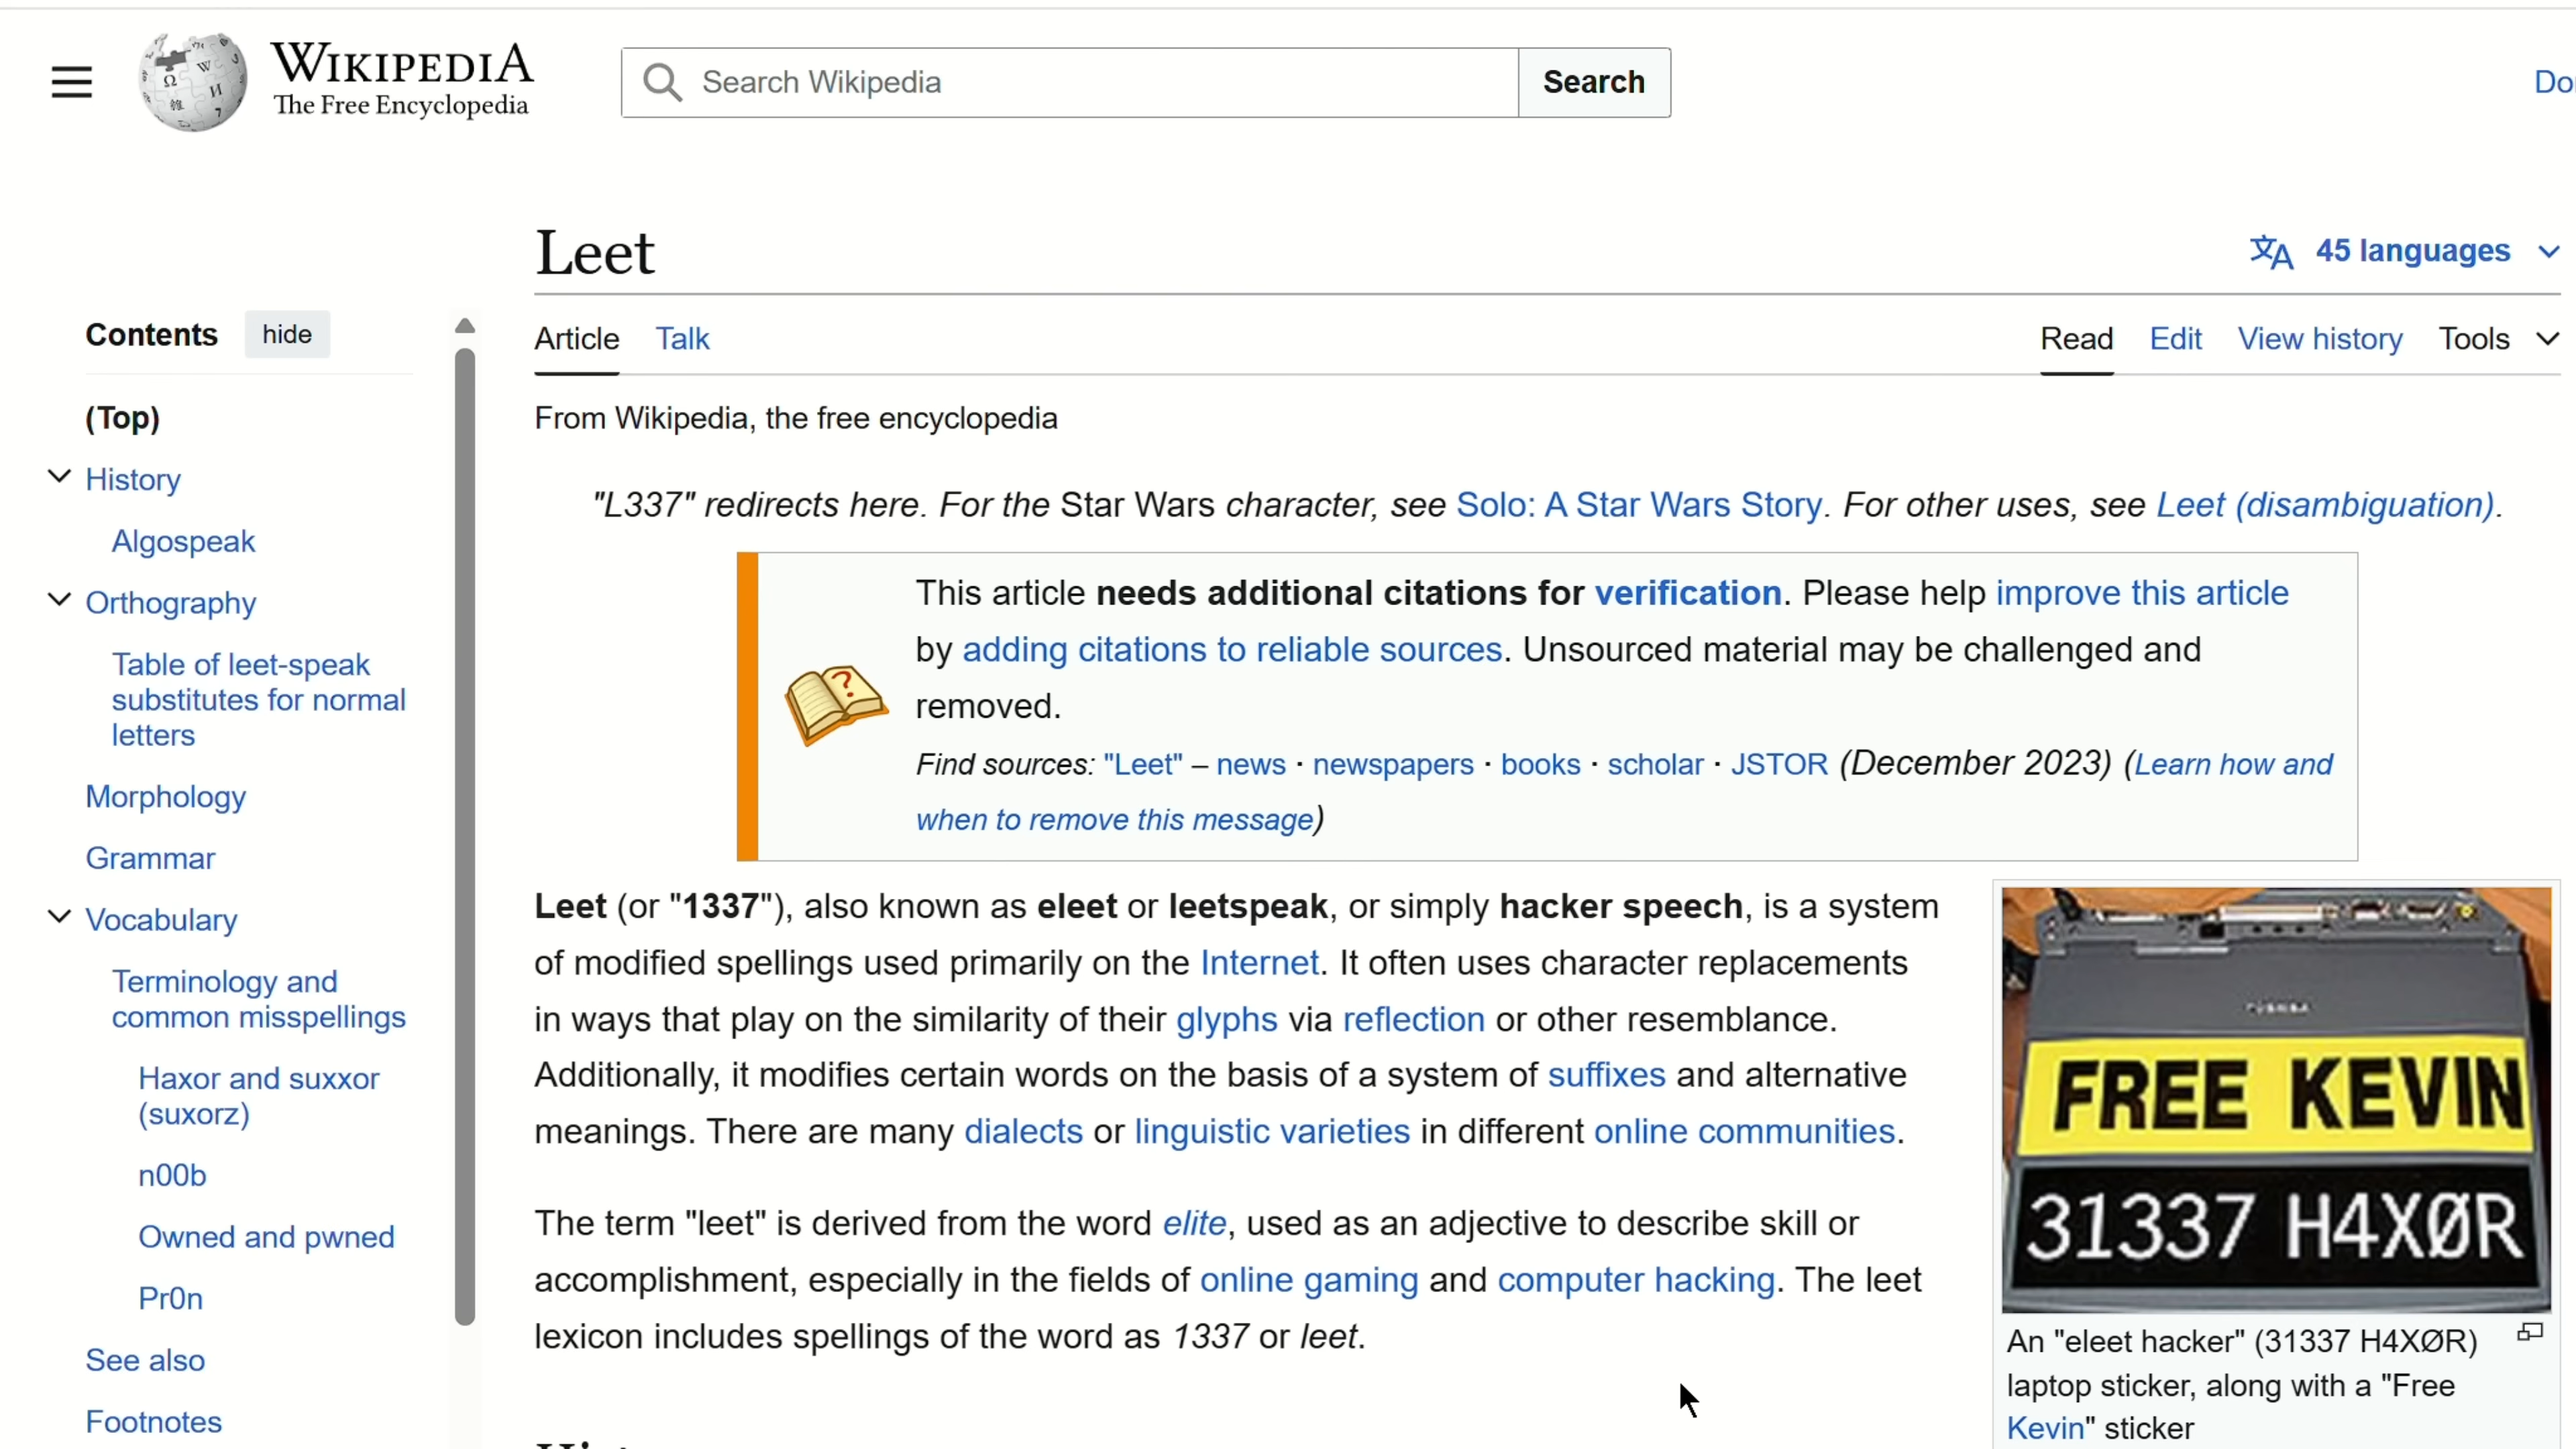 WIKIPEDIA
The Free Encyclopedia
Search Wikipedia
Search
Leet
45 languages
Contents
hide
Article
Talk
Read
Edit
View history
Tools
(Top)
History
Algospeak
Orthography
Table of leet-speak
substitutes for normal
letters
Morphology
Grammar
Vocabulary
Terminology and
common misspellings
Haxor and suxxor
(suxorz)
n00b
Owned and pwned
Pr0n
See also
Footnotes
From Wikipedia, the free encyclopedia
"L337" redirects here. For the Star Wars character, see Solo: A Star Wars Story. For other uses, see Leet (disambiguation).
This article needs additional citations for verification. Please help improve this article
by adding citations to reliable sources. Unsourced material may be challenged and
removed.
Find sources: "Leet" – news · newspapers · books · scholar · JSTOR (December 2023) (Learn how and
when to remove this message)
Leet (or "1337"), also known as eleet or leetspeak, or simply hacker speech, is a system
of modified spellings used primarily on the Internet. It often uses character replacements
in ways that play on the similarity of their glyphs via reflection or other resemblance.
Additionally, it modifies certain words on the basis of a system of suffixes and alternative
meanings. There are many dialects or linguistic varieties in different online communities.
The term "leet" is derived from the word elite, used as an adjective to describe skill or
accomplishment, especially in the fields of online gaming and computer hacking. The leet
lexicon includes spellings of the word as 1337 or leet.
TOSHIBA
FREE KEVIN
31337 H4XØR
An "eleet hacker" (31337 H4XØR)
laptop sticker, along with a "Free
Kevin" sticker